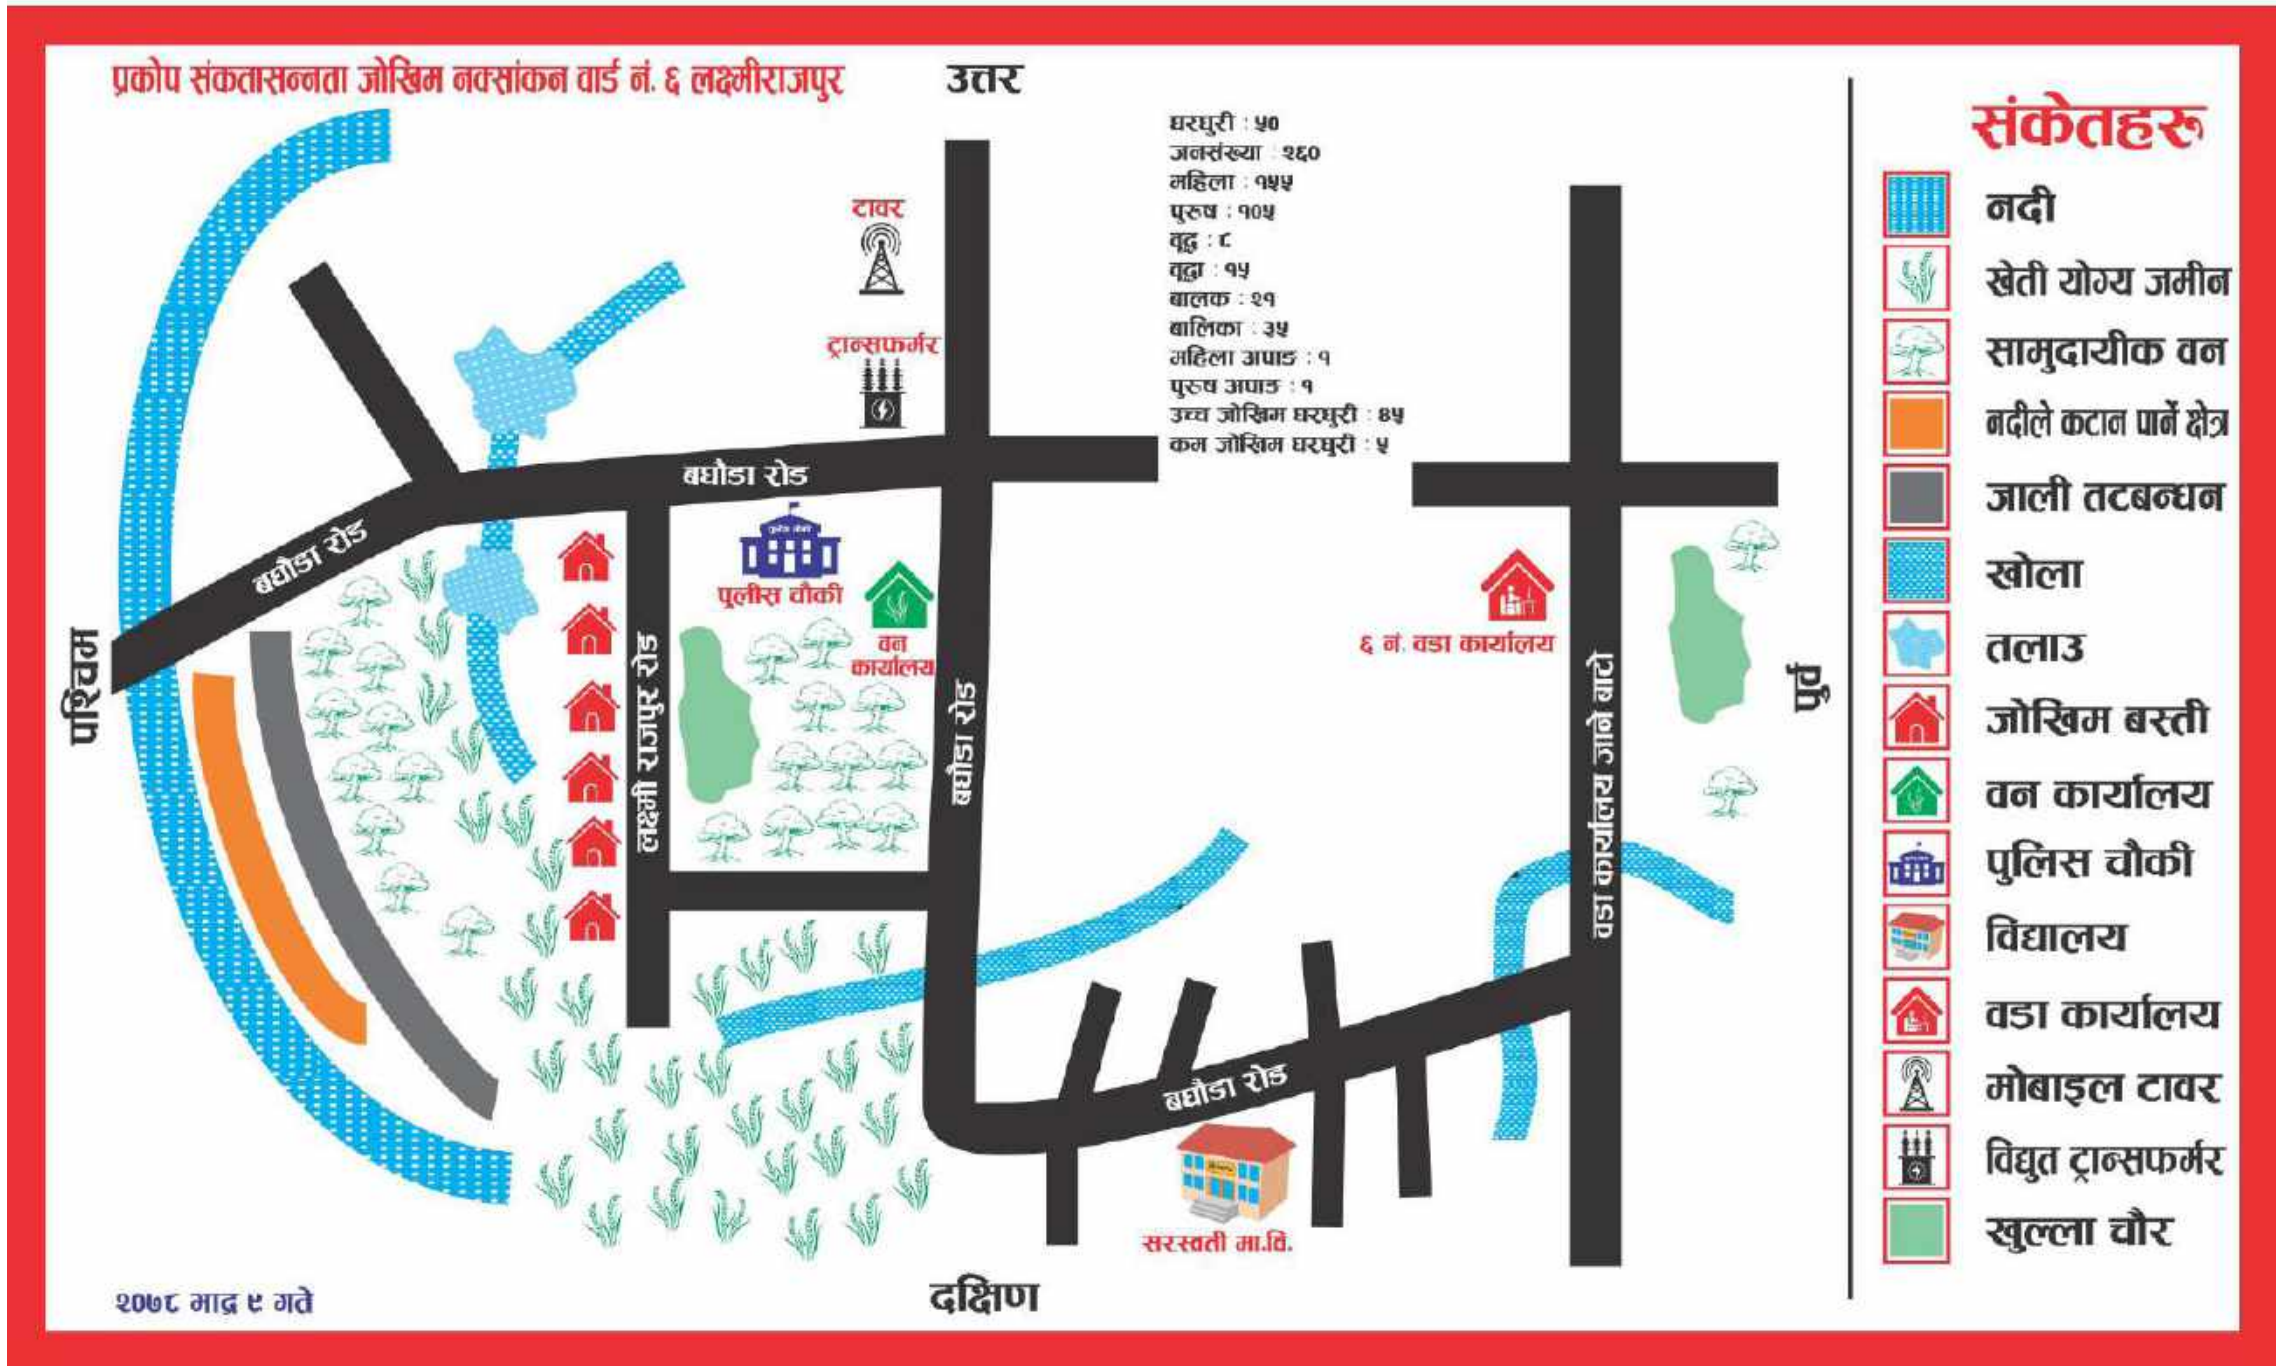 प्रकोप संकतासन्नता जोखिम नक्सांकन वार्ड नं. ६ लक्ष्मीराजपुर
उत्तर
घरधुरी : ५०
जनसंख्या : २६०
महिला : १५५
पुरुष : १०५
वृद्ध : ८
वृद्धा : १५
बालक : २१
बालिका : ३५
महिला अपाङ : १
पुरुष अपाङ : १
उच्च जोखिम घरधुरी : ४५
कम जोखिम घरधुरी : ५
टावर
ट्रान्सफर्मर
बघौडा रोड
बघौडा रोड
पुलीस चौकी
वन
कार्यालय
लक्ष्मी राजपुर रोड
बघौडा रोड
६ नं. वडा कार्यालय
वडा कार्यालय जाने बाटो
पश्चिम
पुर्व
बघौडा रोड
सरस्वती मा.वि.
दक्षिण
२०७८ भाद्र ९ गते
संकेतहरु
नदी
खेती योग्य जमीन
सामुदायीक वन
नदीले कटान पार्ने क्षेत्र
जाली तटबन्धन
खोला
तलाउ
जोखिम बस्ती
वन कार्यालय
पुलिस चौकी
विद्यालय
वडा कार्यालय
मोबाइल टावर
विद्युत ट्रान्सफर्मर
खुल्ला चौर